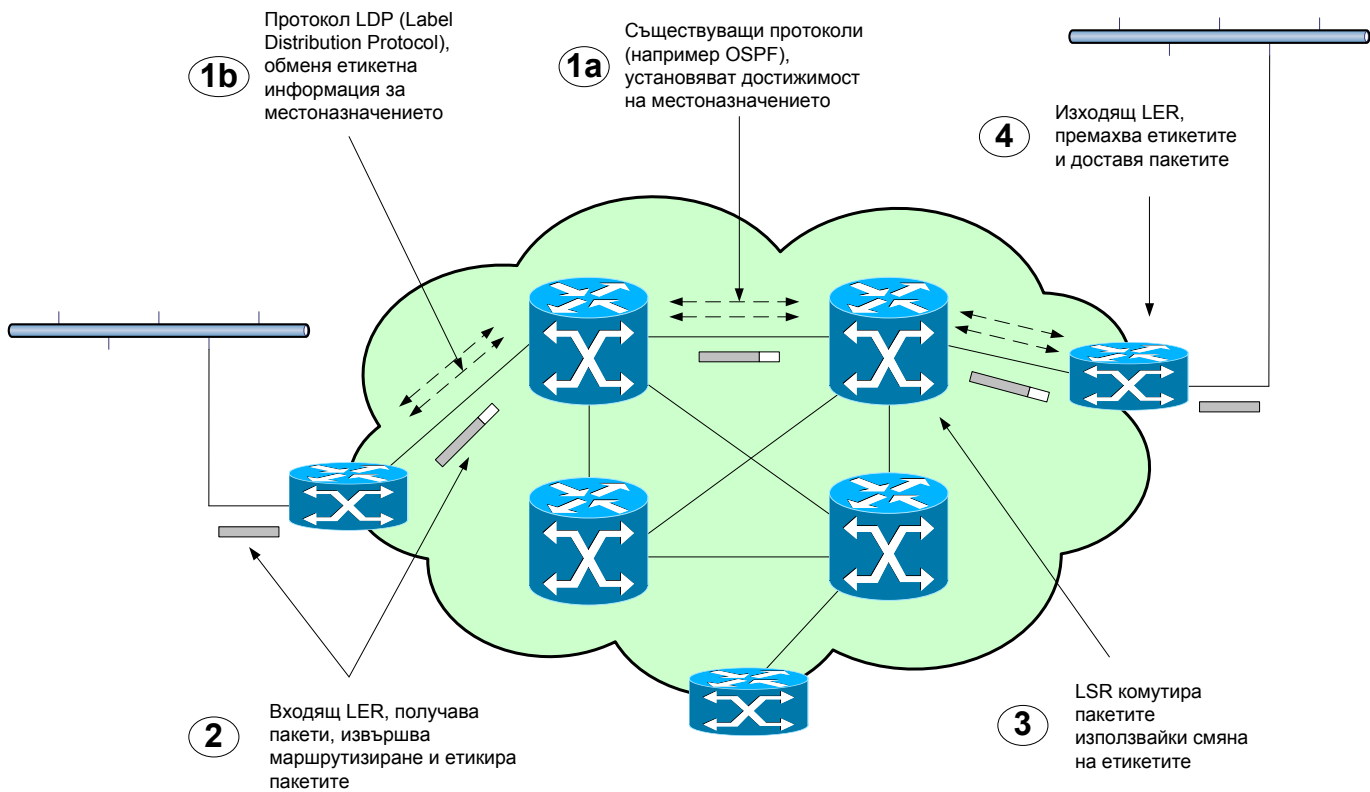 1b
Протокол LDP (Label
Distribution Protocol),
обменя етикетна
информация за
местоназначението
1a
Съществуващи протоколи
(например OSPF),
установяват достижимост
на местоназначението
4
Изходящ LER,
премахва етикетите
и доставя пакетите
2
Входящ LER, получава
пакети, извършва
маршрутизиране и етикира
пакетите
3
LSR комутира
пакетите
използвайки смяна
на етикетите